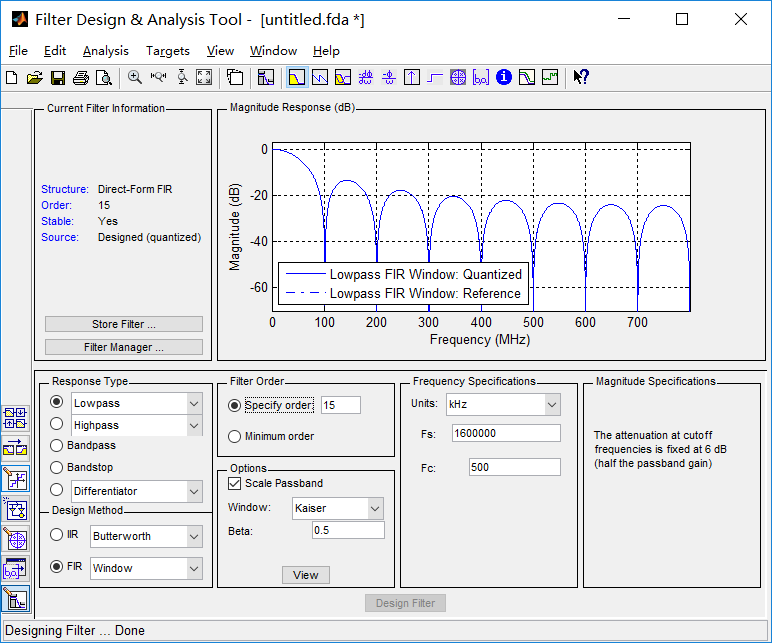 Filter Design & Analysis Tool - [untitled.fda *]
File Edit Analysis Targets View Window Help
Current Filter Information
Structure: Direct-Form FIR
Order: 15
Stable: Yes
Source: Designed (quantized)
Store Filter ...
Filter Manager ...
Magnitude Response (dB)
Magnitude (dB)
0
-20
-40
-60
Lowpass FIR Window: Quantized
Lowpass FIR Window: Reference
0 100 200 300 400 500 600 700
Frequency (MHz)
Response Type
Lowpass
Highpass
Bandpass
Bandstop
Differentiator
Design Method
IIR Butterworth
FIR Window
Filter Order
Specify order: 15
Minimum order
Options
Scale Passband
Window: Kaiser
Beta: 0.5
View
Frequency Specifications
Units: kHz
Fs: 1600000
Fc: 500
Magnitude Specifications
The attenuation at cutoff
frequencies is fixed at 6 dB
(half the passband gain)
Design Filter
Designing Filter ... Done